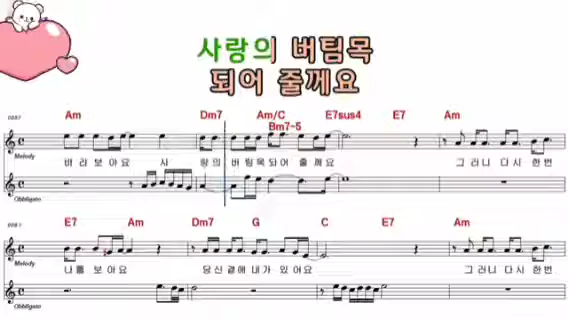 사랑의 버팀목
되어 줄께요
Am Dm7 Am/C E7sus4 E7 Am
Bm7-5
Melody
바라보아요 사 랑의 버팀목되어 줄께요 그러니 다시 한번
Obbligato
E7 Am Dm7 G C E7 Am
Melody
나를 보아요 당신곁에 내가 있어요 그러니 다시 한번
Obbligato